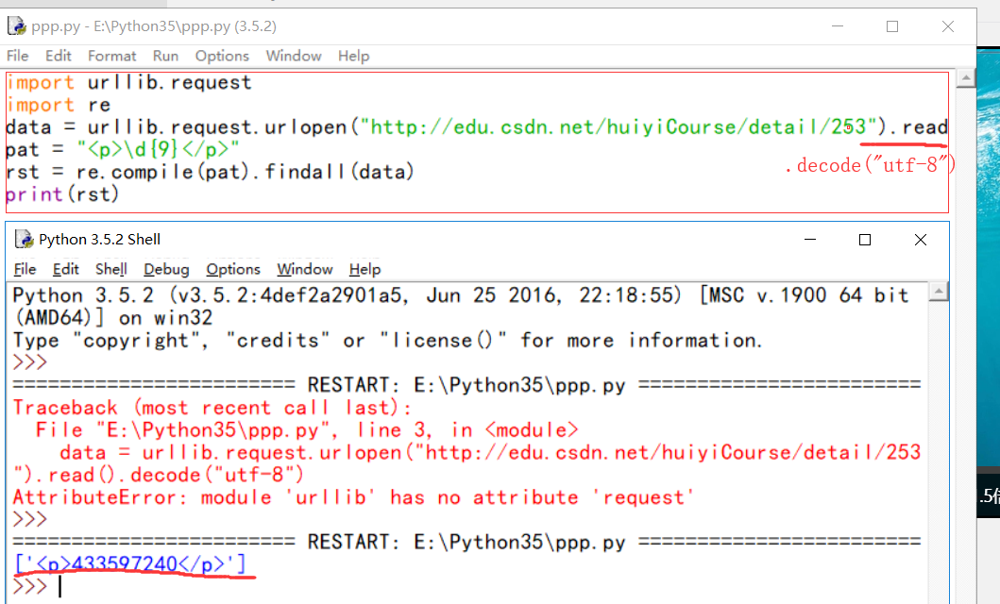 ppp.py - E:\Python35\ppp.py (3.5.2)
File Edit Format Run Options Window Help
import urllib.request
import re
data = urllib.request.urlopen("http://edu.csdn.net/huiyiCourse/detail/253").read
.decode("utf-8")
pat = "<p>\d{9}</p>"
rst = re.compile(pat).findall(data)
print(rst)
Python 3.5.2 Shell
File Edit Shell Debug Options Window Help
Python 3.5.2 (v3.5.2:4def2a2901a5, Jun 25 2016, 22:18:55) [MSC v.1900 64 bit
(AMD64)] on win32
Type "copyright", "credits" or "license()" for more information.
>>>
========================= RESTART: E:\Python35\ppp.py =========================
Traceback (most recent call last):
  File "E:\Python35\ppp.py", line 3, in <module>
    data = urllib.request.urlopen("http://edu.csdn.net/huiyiCourse/detail/253
").read().decode("utf-8")
AttributeError: module 'urllib' has no attribute 'request'
>>>
========================= RESTART: E:\Python35\ppp.py =========================
['<p>433597240</p>']
>>>
.5倍